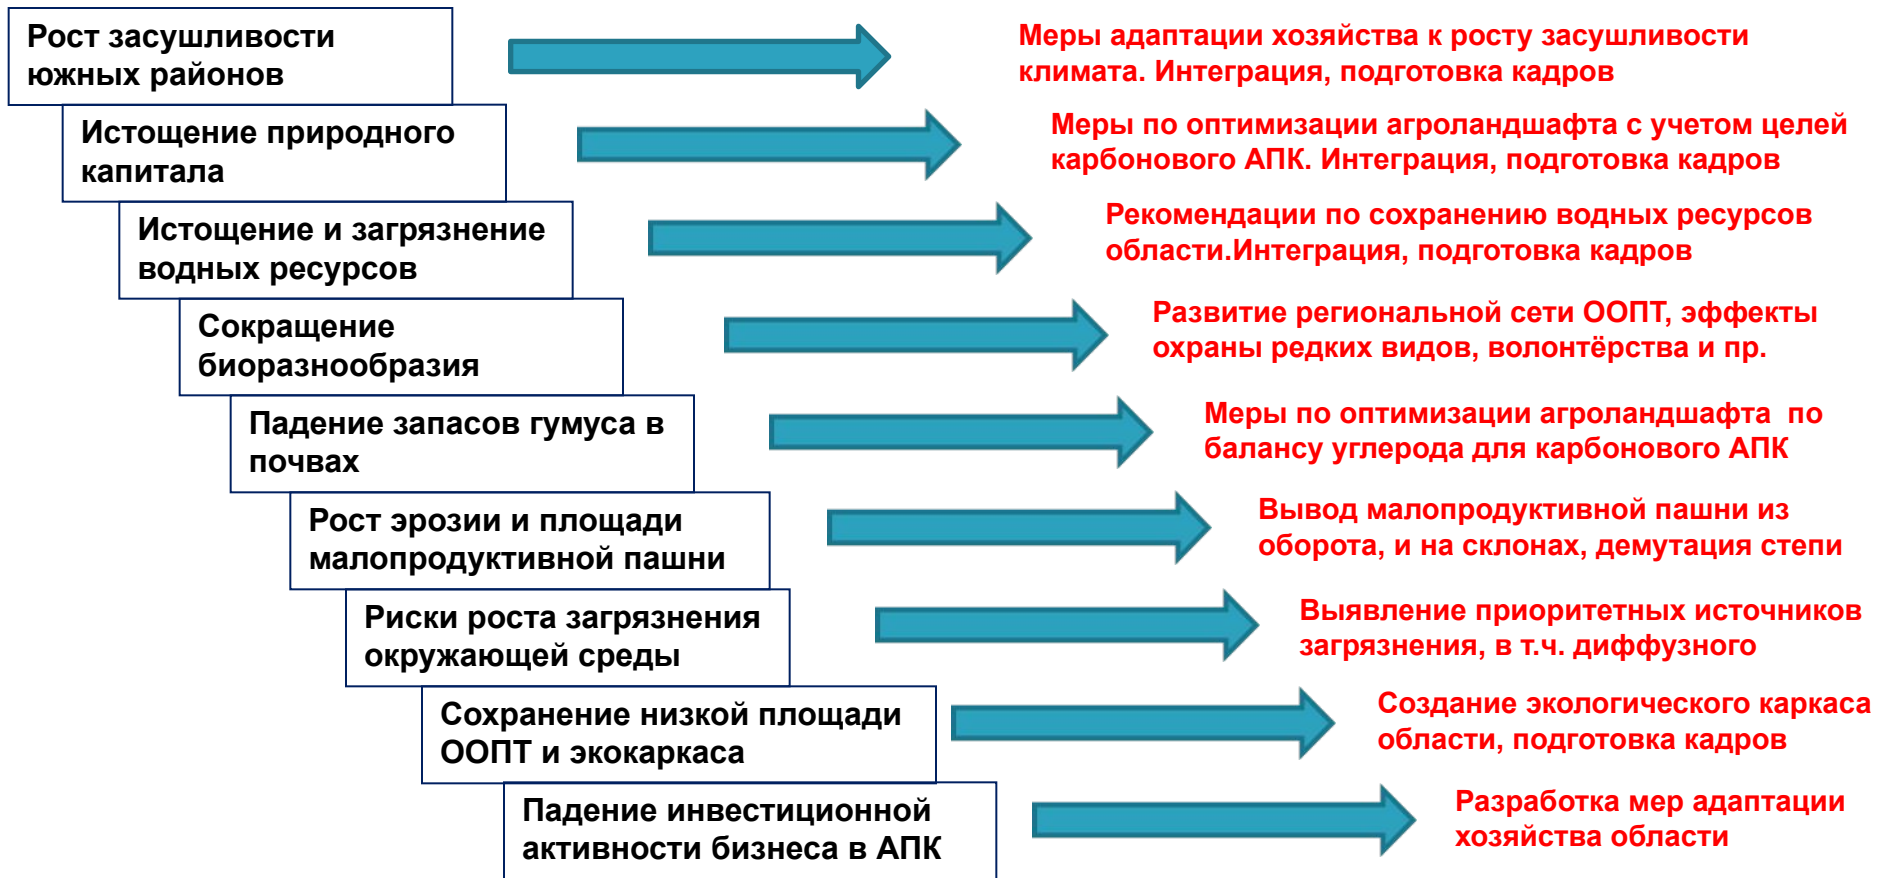 Рост засушливости
южных районов
Меры адаптации хозяйства к росту засушливости
климата. Интеграция, подготовка кадров
Истощение природного
капитала
Меры по оптимизации агроландшафта с учетом целей
карбонового АПК. Интеграция, подготовка кадров
Истощение и загрязнение
водных ресурсов
Рекомендации по сохранению водных ресурсов
области.Интеграция, подготовка кадров
Сокращение
биоразнообразия
Развитие региональной сети ООПТ, эффекты
охраны редких видов, волонтёрства и пр.
Падение запасов гумуса в
почвах
Меры по оптимизации агроландшафта по
балансу углерода для карбонового АПК
Рост эрозии и площади
малопродуктивной пашни
Вывод малопродуктивной пашни из
оборота, и на склонах, демутация степи
Риски роста загрязнения
окружающей среды
Выявление приоритетных источников
загрязнения, в т.ч. диффузного
Сохранение низкой площади
ООПТ и экокаркаса
Создание экологического каркаса
области, подготовка кадров
Падение инвестиционной
активности бизнеса в АПК
Разработка мер адаптации
хозяйства области